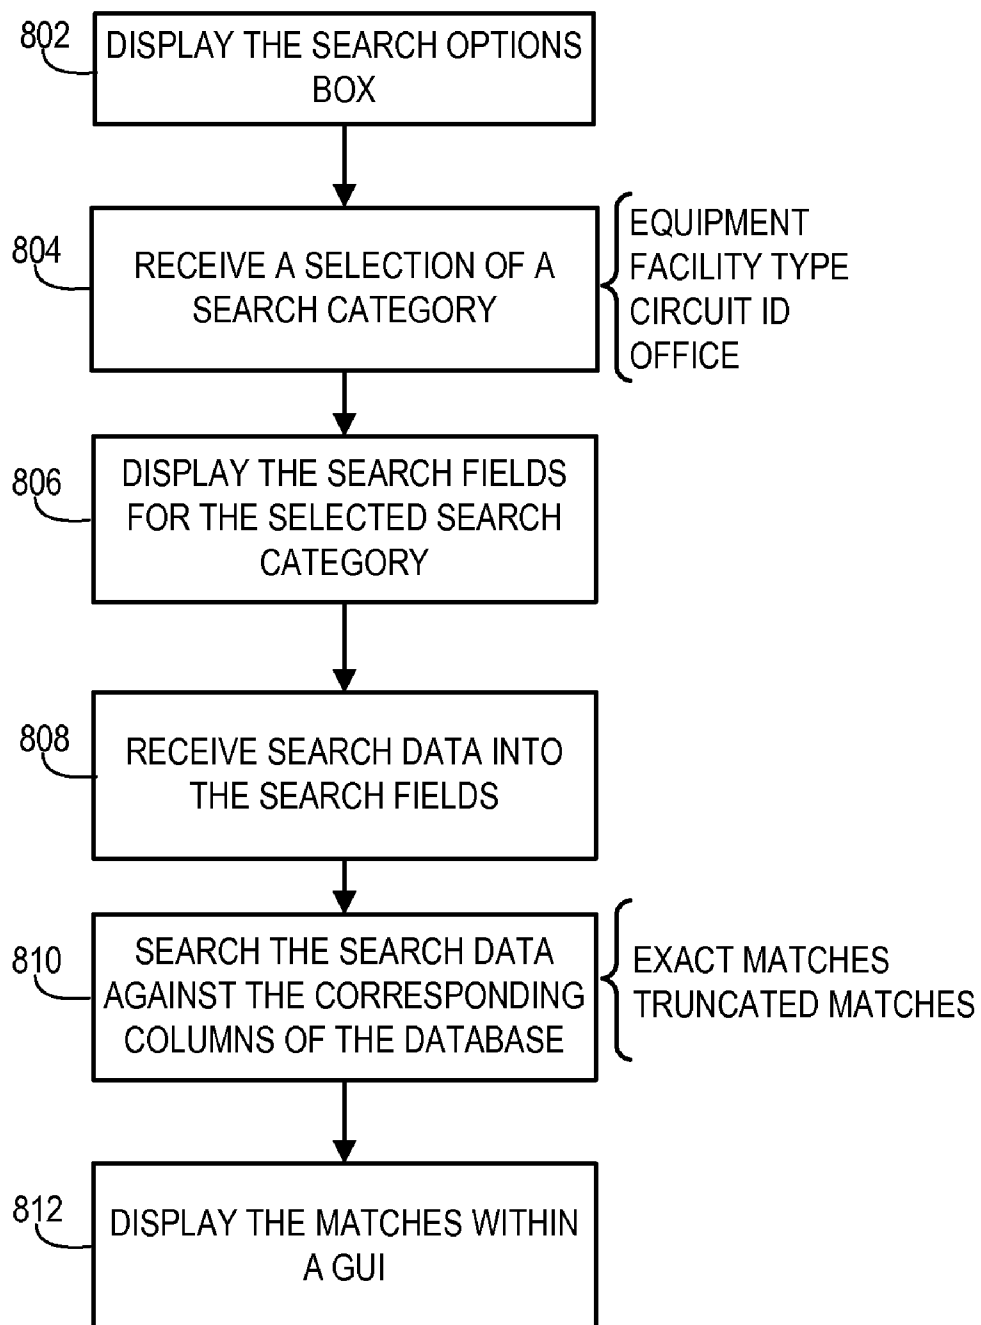 802
DISPLAY THE SEARCH OPTIONS
BOX
804
RECEIVE A SELECTION OF A
SEARCH CATEGORY
EQUIPMENT
FACILITY TYPE
CIRCUIT ID
OFFICE
806
DISPLAY THE SEARCH FIELDS
FOR THE SELECTED SEARCH
CATEGORY
808
RECEIVE SEARCH DATA INTO
THE SEARCH FIELDS
810
SEARCH THE SEARCH DATA
AGAINST THE CORRESPONDING
COLUMNS OF THE DATABASE
EXACT MATCHES
TRUNCATED MATCHES
812
DISPLAY THE MATCHES WITHIN
A GUI